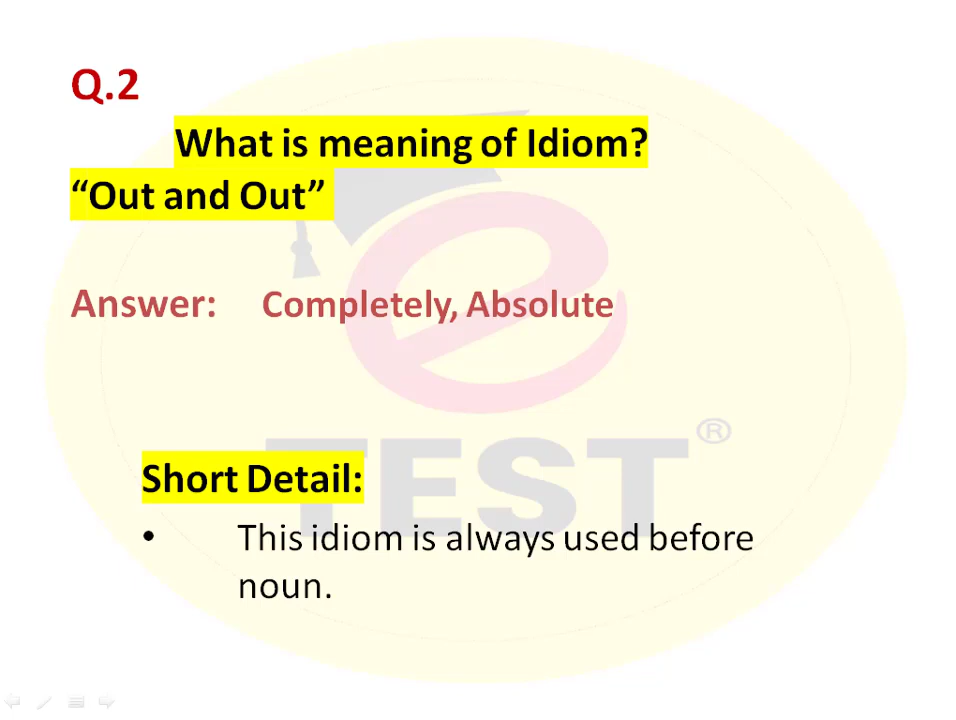 Q.2
What is meaning of Idiom?
“Out and Out”
Answer: Completely, Absolute
e
TEST®
Short Detail:
• This idiom is always used before
noun.